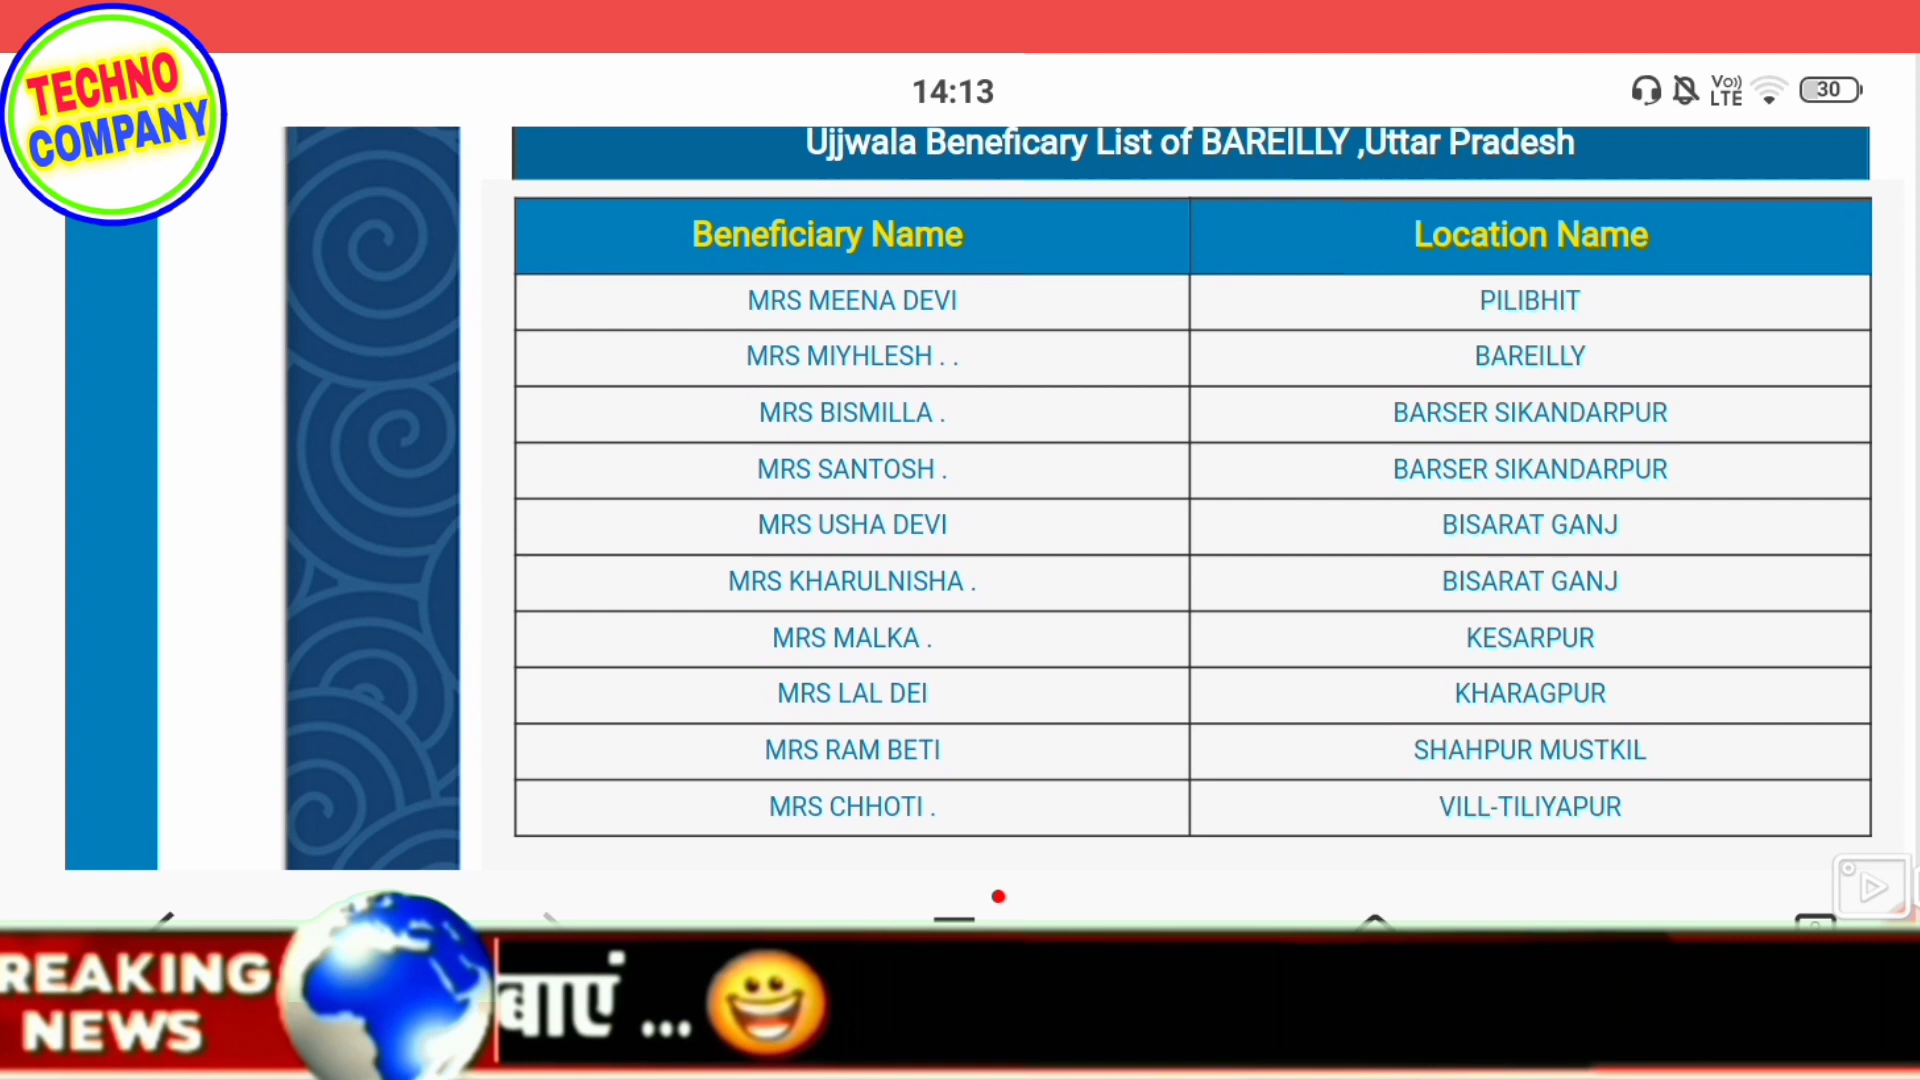 TECHNO
COMPANY
14:13
Vo)) LTE
30
Ujjwala Beneficary List of BAREILLY ,Uttar Pradesh
Beneficiary Name Location Name
MRS MEENA DEVI PILIBHIT
MRS MIYHLESH . . BAREILLY
MRS BISMILLA . BARSER SIKANDARPUR
MRS SANTOSH . BARSER SIKANDARPUR
MRS USHA DEVI BISARAT GANJ
MRS KHARULNISHA . BISARAT GANJ
MRS MALKA . KESARPUR
MRS LAL DEI KHARAGPUR
MRS RAM BETI SHAHPUR MUSTKIL
MRS CHHOTI . VILL-TILIYAPUR
REAKING
NEWS
बाएं ...